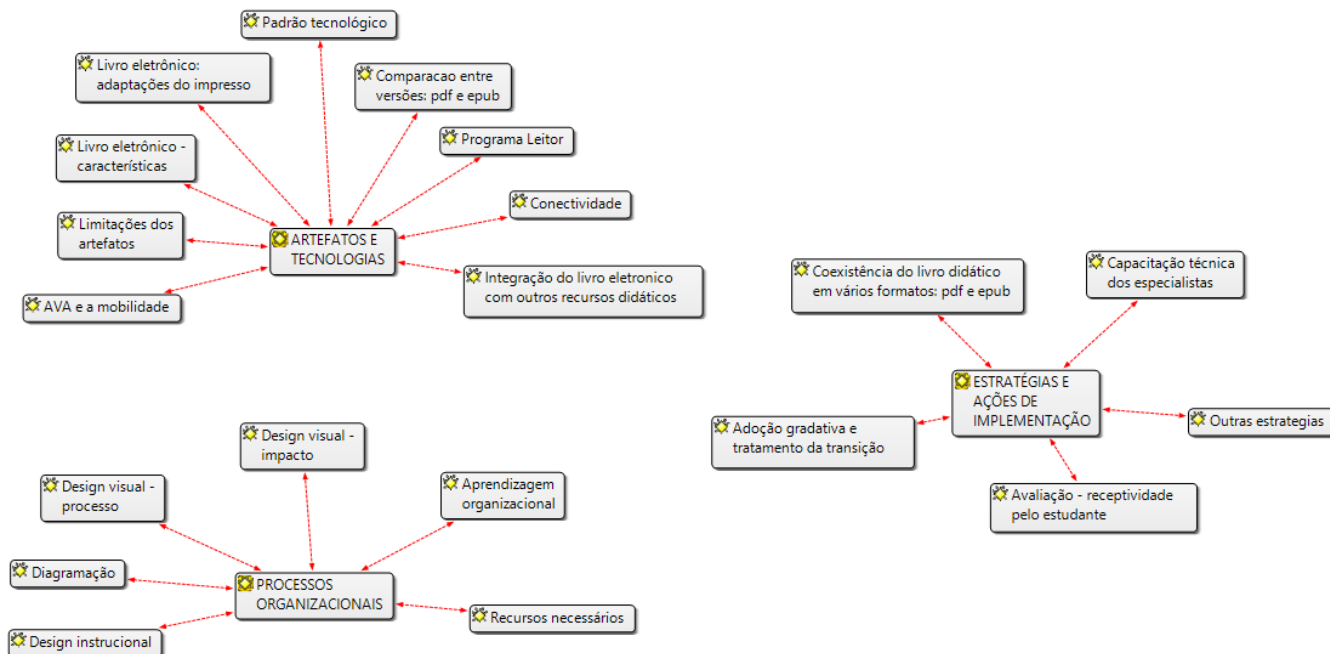 Padrão tecnológico
Livro eletrônico:
adaptações do impresso
Comparacao entre
versões: pdf e epub
Programa Leitor
Livro eletrônico -
características
Conectividade
Limitações dos
artefatos
ARTEFATOS E
TECNOLOGIAS
Integração do livro eletronico
com outros recursos didáticos
AVA e a mobilidade
Coexistência do livro didático
em vários formatos: pdf e epub
Capacitação técnica
dos especialistas
ESTRATÉGIAS E
AÇÕES DE
IMPLEMENTAÇÃO
Adoção gradativa e
tratamento da transição
Outras estrategias
Avaliação - receptividade
pelo estudante
Design visual -
impacto
Design visual -
processo
Aprendizagem
organizacional
Diagramação
PROCESSOS
ORGANIZACIONAIS
Recursos necessários
Design instrucional